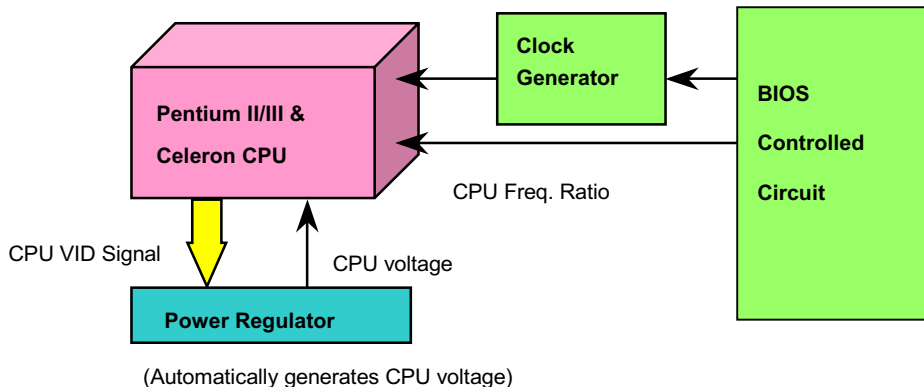 Clock
Generator
Pentium II/III &
Celeron CPU
BIOS
Controlled
Circuit
CPU Freq. Ratio
CPU VID Signal
CPU voltage
Power Regulator
(Automatically generates CPU voltage)